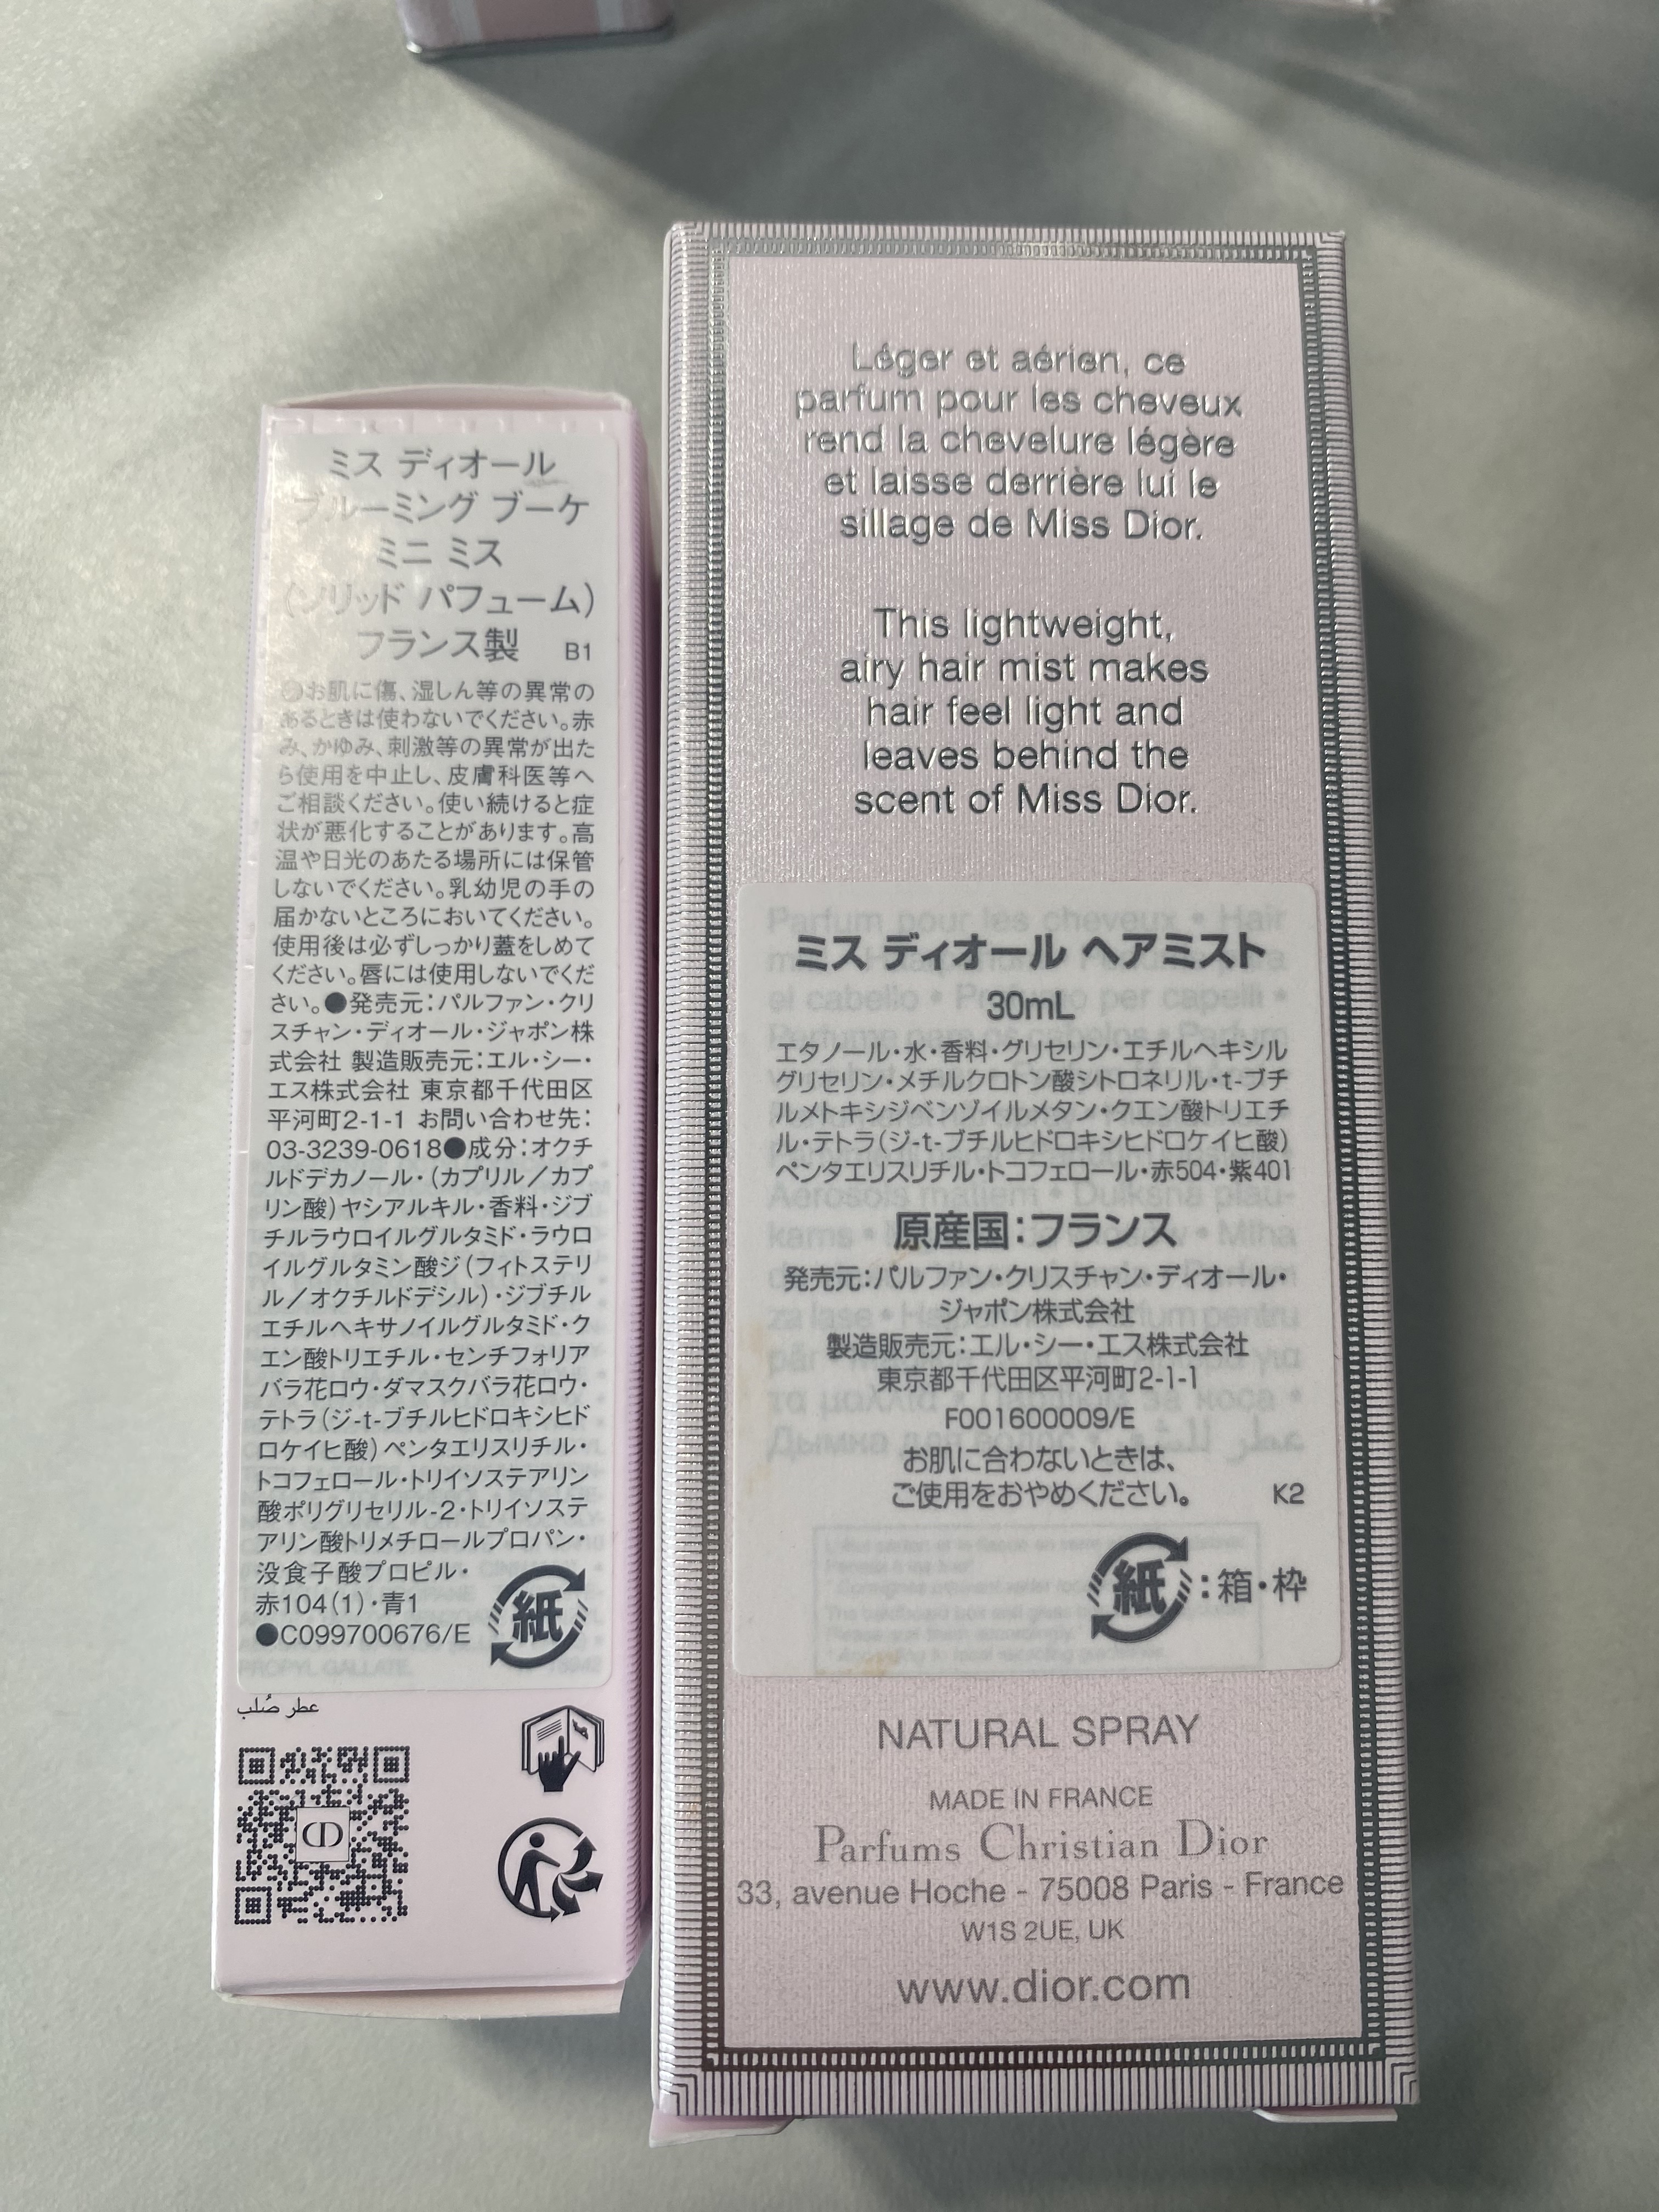 ミス ディオール
ブルーミング ブーケ
ミニ ミス
(ソリッド パフューム)
フランス製 B1
●お肌に傷、湿しん等の異常の
あるときは使わないでください。赤
み、かゆみ、刺激等の異常が出た
ら使用を中止し、皮膚科医等へ
ご相談ください。使い続けると症
状が悪化することがあります。高
温や日光のあたる場所には保管
しないでください。乳幼児の手の
届かないところにおいてください。
使用後は必ずしっかり蓋をしめて
ください。唇には使用しないでくだ
さい。●発売元:パルファン・クリ
スチャン・ディオール・ジャポン株
式会社 製造販売元:エル・シー・
エス株式会社 東京都千代田区
平河町2-1-1 お問い合わせ先:
03-3239-0618●成分:オクチ
ルドデカノール・(カプリル/カプ
リン酸)ヤシアルキル・香料・ジブ
チルラウロイルグルタミド・ラウロ
イルグルタミン酸ジ(フィトステリ
ル/オクチルドデシル)・ジブチル
エチルヘキサノイルグルタミド・ク
エン酸トリエチル・センチフォリア
バラ花ロウ・ダマスクバラ花ロウ・
テトラ(ジ-t-ブチルヒドロキシヒド
ロケイヒ酸)ペンタエリスリチル・
トコフェロール・トリイソステアリン
酸ポリグリセリル-2・トリイソステ
アリン酸トリメチロールプロパン・
没食子酸プロピル・
赤104(1)・青1
●C099700676/E
紙
PROPYL GALLATE.
عطر صُلب
CD
Léger et aérien, ce
parfum pour les cheveux
rend la chevelure légère
et laisse derrière lui le
sillage de Miss Dior.
This lightweight,
airy hair mist makes
hair feel light and
leaves behind the
scent of Miss Dior.
ミス ディオール ヘアミスト
30mL
エタノール・水・香料・グリセリン・エチルヘキシル
グリセリン・メチルクロトン酸シトロネリル・t-ブチ
ルメトキシジベンゾイルメタン・クエン酸トリエチ
ル・テトラ(ジ-t-ブチルヒドロキシヒドロケイヒ酸)
ペンタエリスリチル・トコフェロール・赤504・紫401
原産国:フランス
発売元:パルファン・クリスチャン・ディオール・
ジャポン株式会社
製造販売元:エル・シー・エス株式会社
東京都千代田区平河町2-1-1
F001600009/E
お肌に合わないときは、
ご使用をおやめください。 K2
紙:箱・枠
NATURAL SPRAY
MADE IN FRANCE
Parfums Christian Dior
33, avenue Hoche - 75008 Paris - France
W1S 2UE, UK
www.dior.com